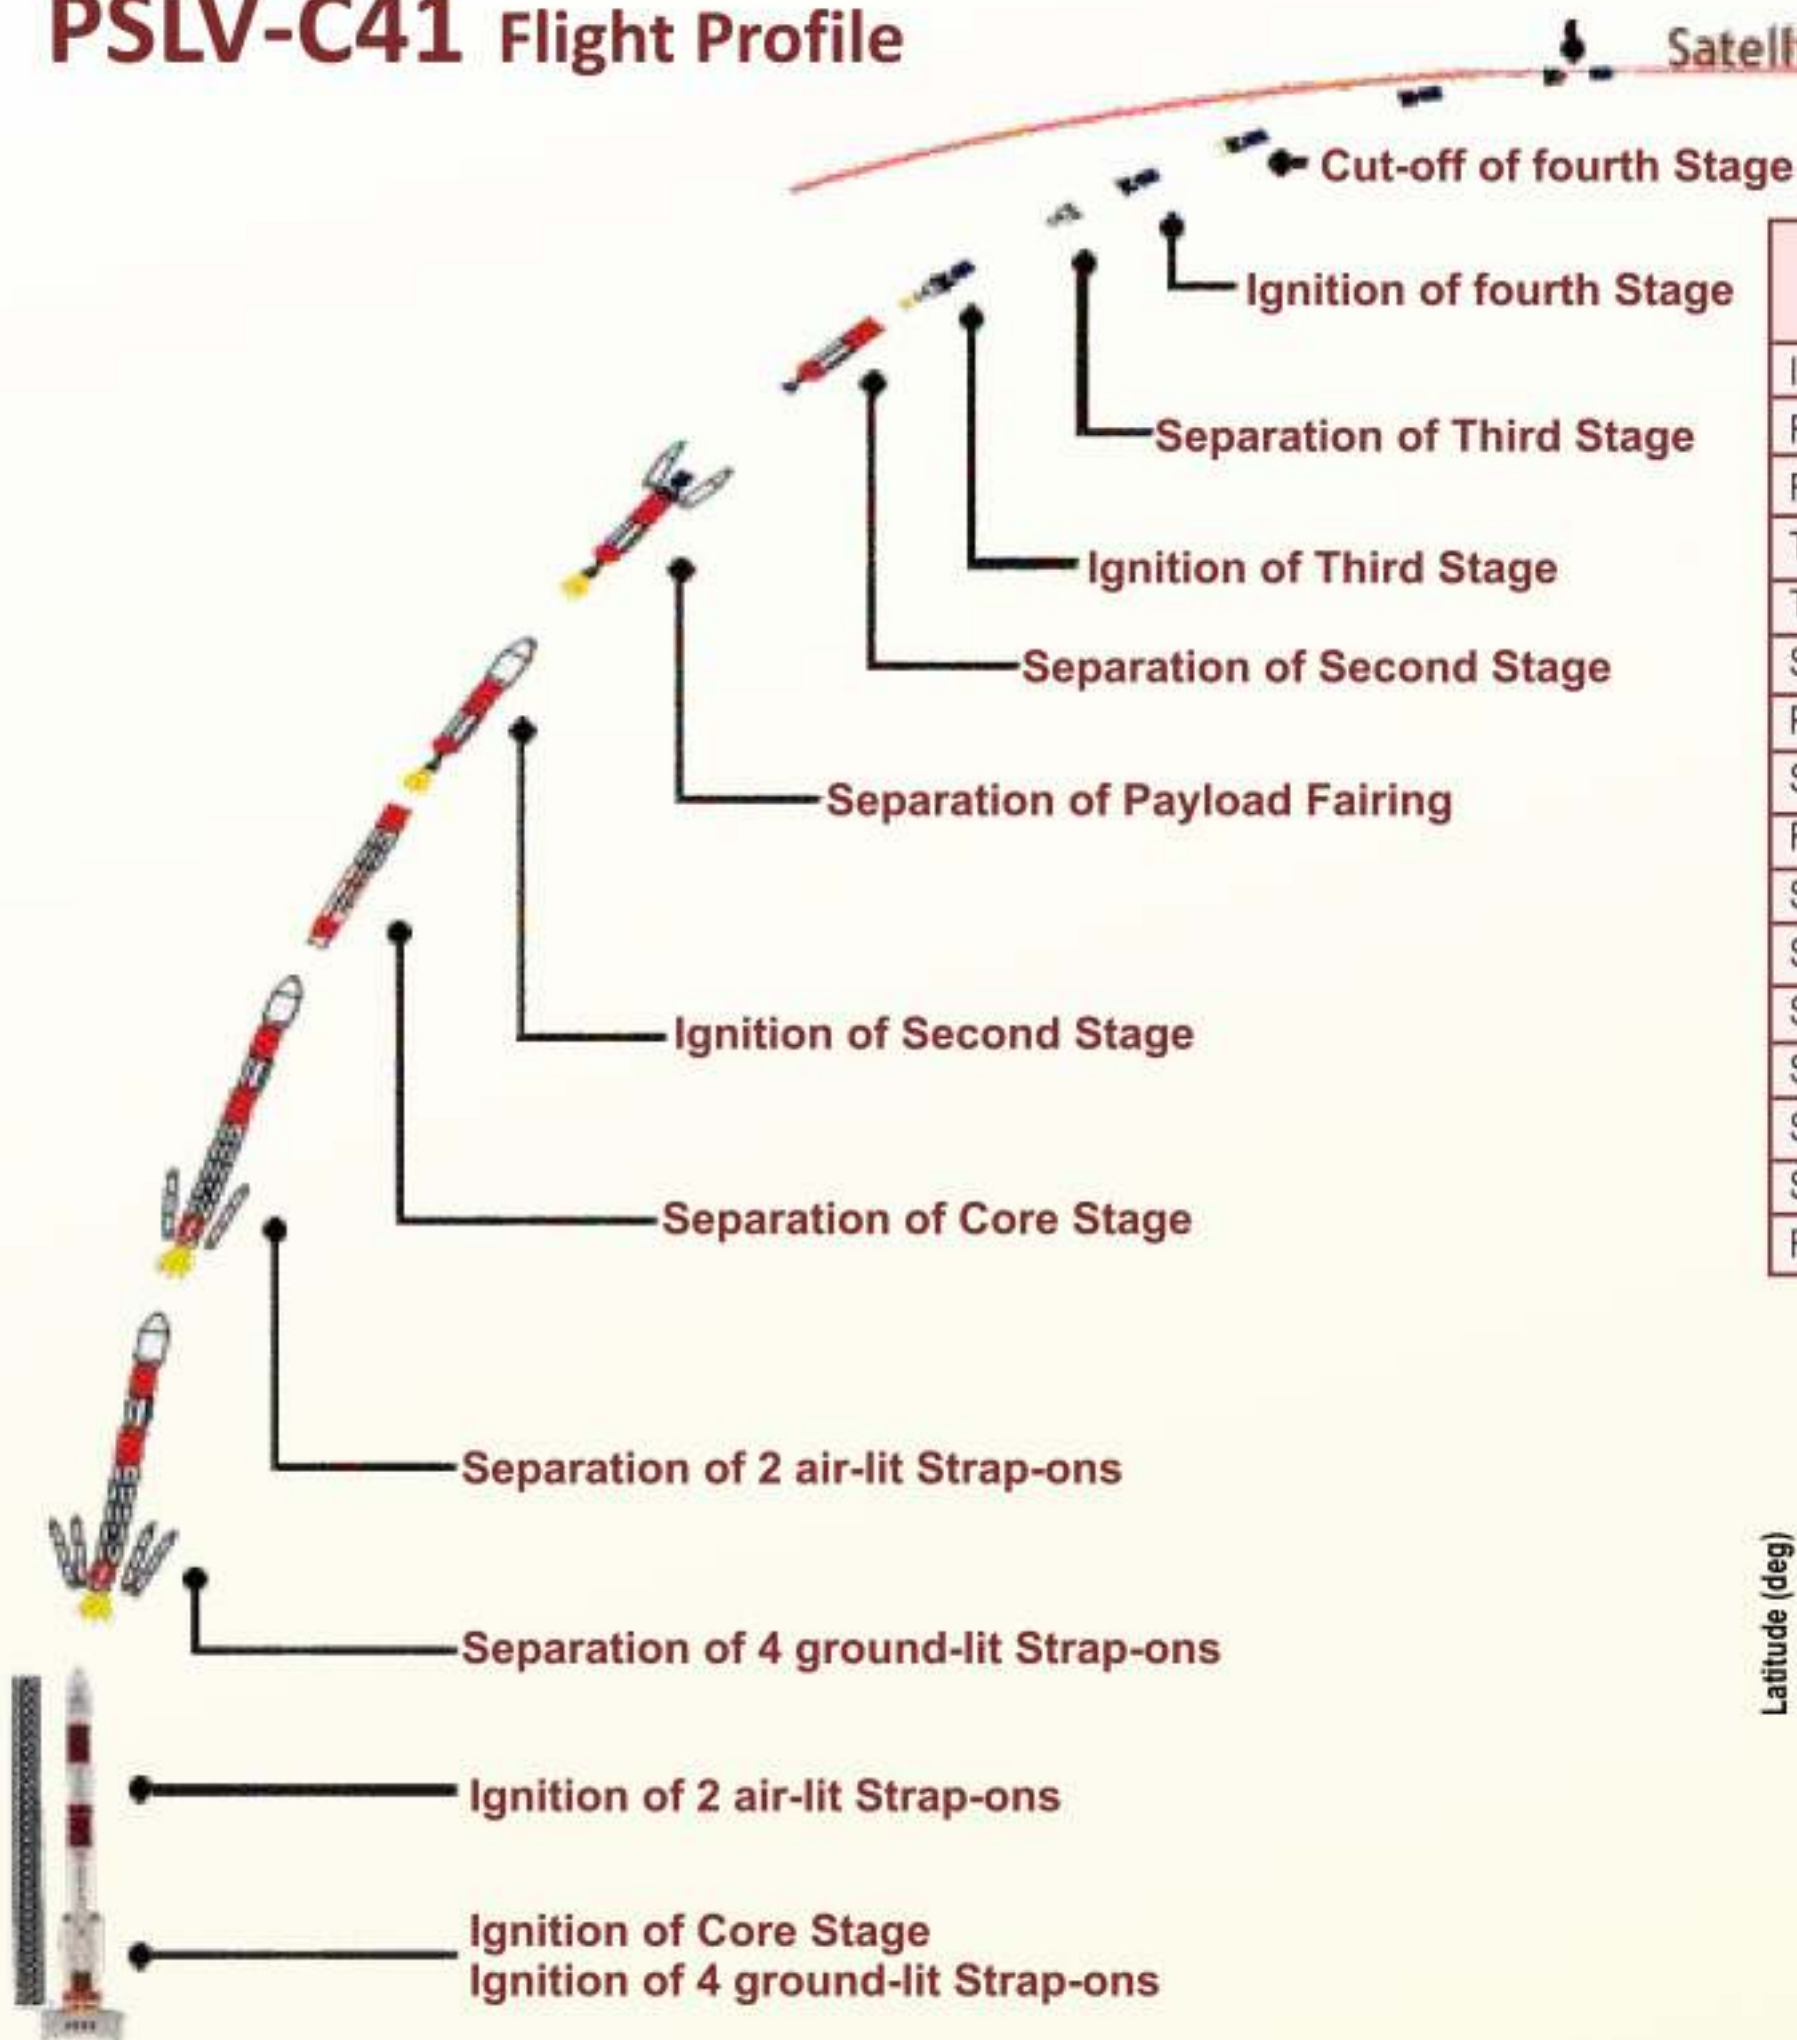 PSLV-C41 Flight Profile
Cut-off of fourth Stage
Ignition of fourth Stage
Separation of Third Stage
Ignition of Third Stage
Separation of Second Stage
Separation of Payload Fairing
Ignition of Second Stage
Separation of Core Stage
Separation of 2 air-lit Strap-ons
Separation of 4 ground-lit Strap-ons
Ignition of 2 air-lit Strap-ons
Ignition of Core Stage
Ignition of 4 ground-lit Strap-ons
Latitude (deg)